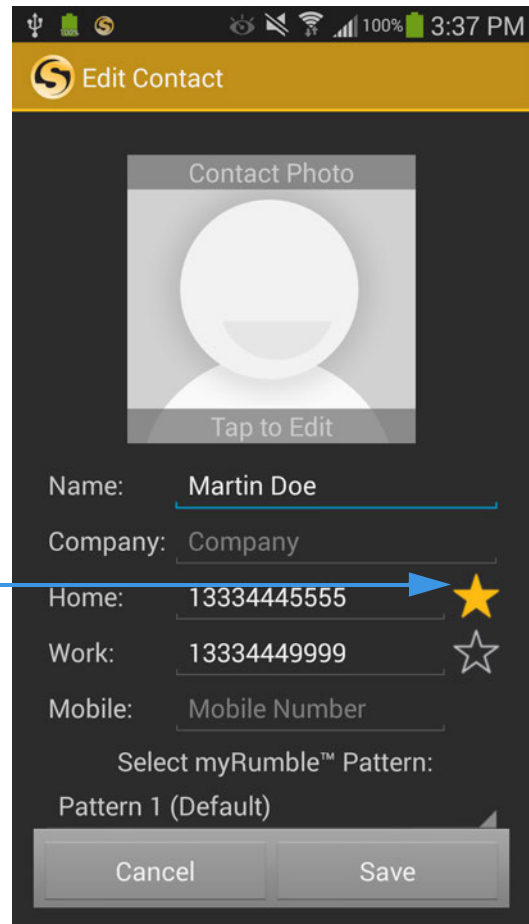 100% 3:37 PM
Edit Contact
Contact Photo
Tap to Edit
Name: Martin Doe
Company: Company
Home: 13334445555
Work: 13334449999
Mobile: Mobile Number
Select myRumble™ Pattern:
Pattern 1 (Default)
Cancel Save